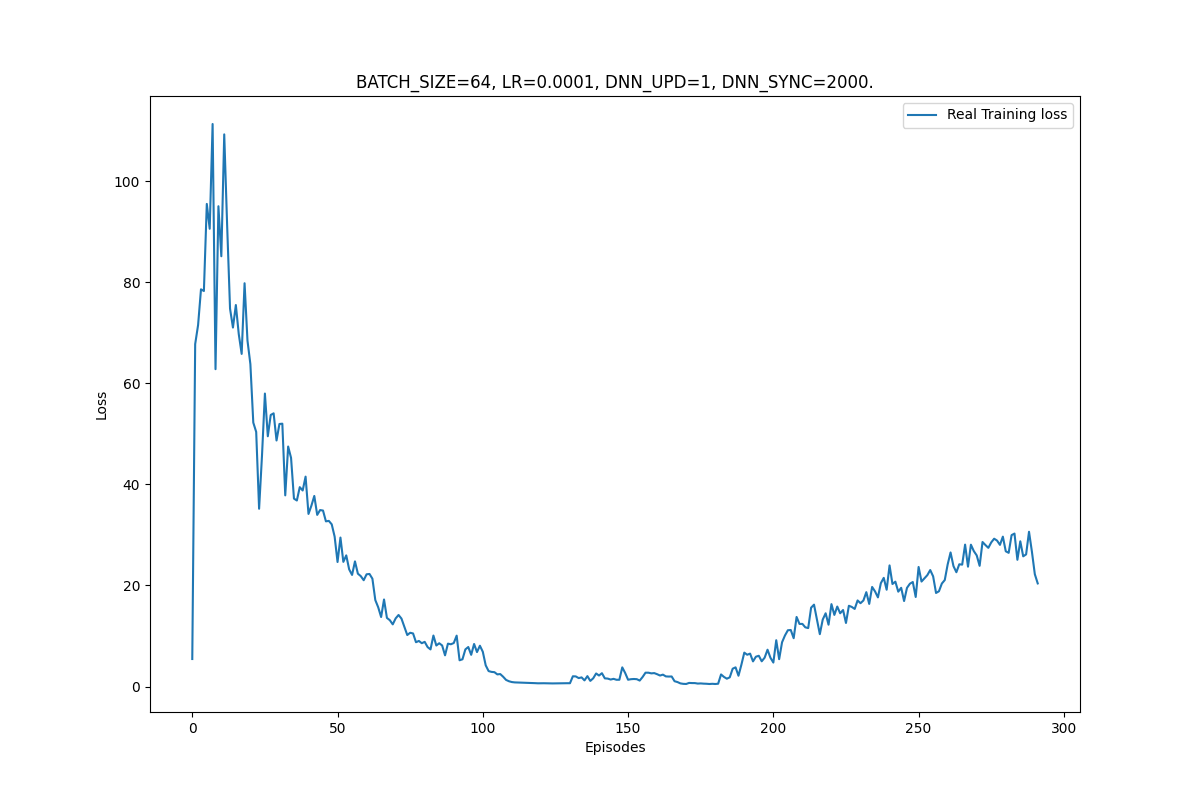 BATCH_SIZE=64, LR=0.0001, DNN_UPD=1, DNN_SYNC=2000.
Real Training loss
100
80
60
40
20
0
Loss
0 50 100 150 200 250 300
Episodes